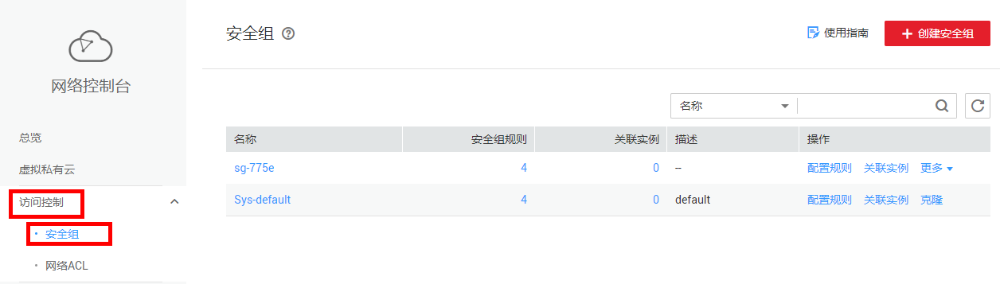 网络控制台
总览
虚拟私有云
访问控制
安全组
网络ACL
安全组 ?
使用指南
+ 创建安全组
名称
名称 安全组规则 关联实例 描述 操作
sg-775e 4 0 -- 配置规则 关联实例 更多
Sys-default 4 0 default 配置规则 关联实例 克隆